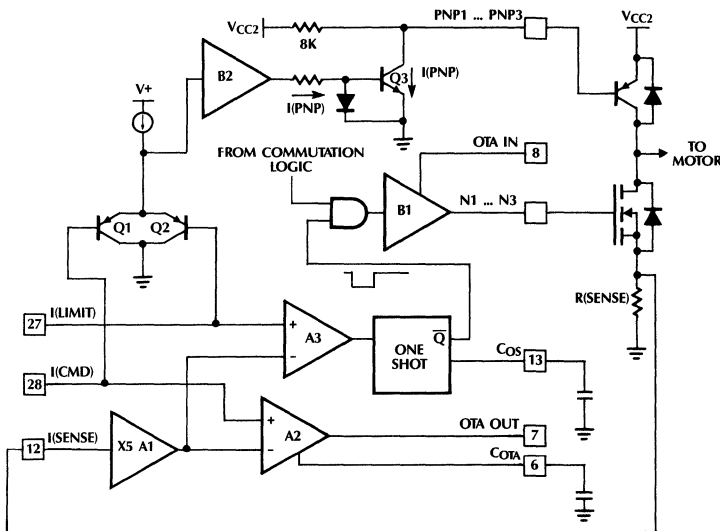 PNP1 ... PNP3
VCC2
VCC2
8K
B2
Q3
I(PNP)
I(PNP)
V+
FROM COMMUTATION
LOGIC
OTA IN
8
TO
MOTOR
B1
N1 ... N3
Q1
Q2
R(SENSE)
I(LIMIT)
27
+
A3
-
ONE
SHOT
Q̅
COS
13
I(CMD)
28
+
A2
-
OTA OUT
7
I(SENSE)
12
X5 A1
COTA
6